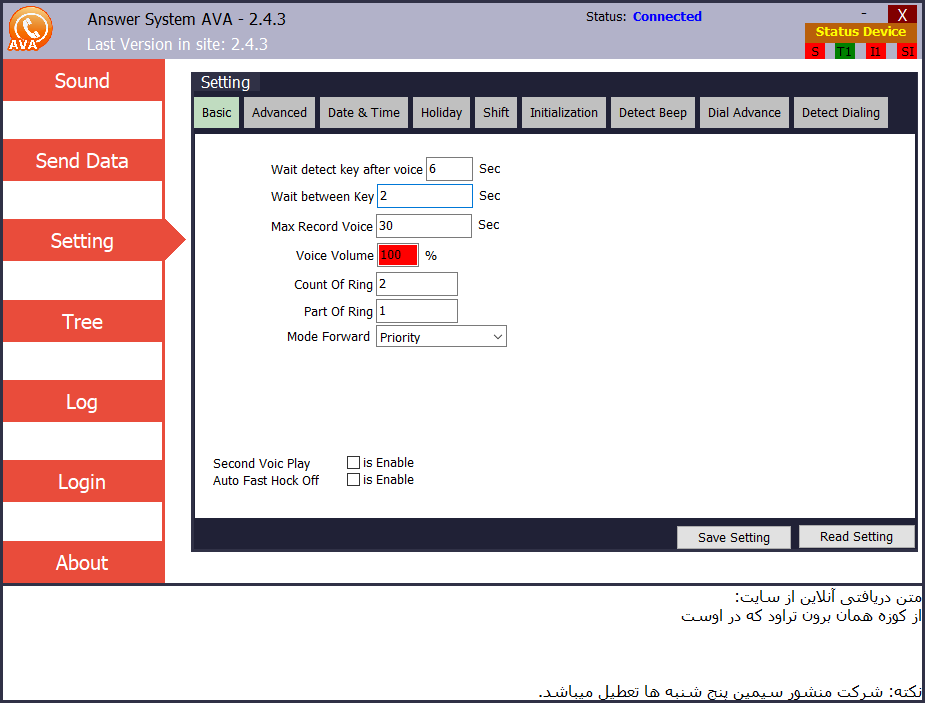 Answer System AVA - 2.4.3
Last Version in site: 2.4.3
AVA
Status: Connected
- X
Status Device
S T1 I1 SI
Sound
Send Data
Setting
Tree
Log
Login
About
Setting
Basic Advanced Date & Time Holiday Shift Initialization Detect Beep Dial Advance Detect Dialing
Wait detect key after voice 6 Sec
Wait between Key 2 Sec
Max Record Voice 30 Sec
Voice Volume 100 %
Count Of Ring 2
Part Of Ring 1
Mode Forward Priority
Second Voic Play is Enable
Auto Fast Hock Off is Enable
Save Setting Read Setting
متن دریافتی آنلاین از سایت:
از کوزه همان برون تراود که در اوست
نکته: شرکت منشور سیمین پنج شنبه ها تعطیل میباشد.